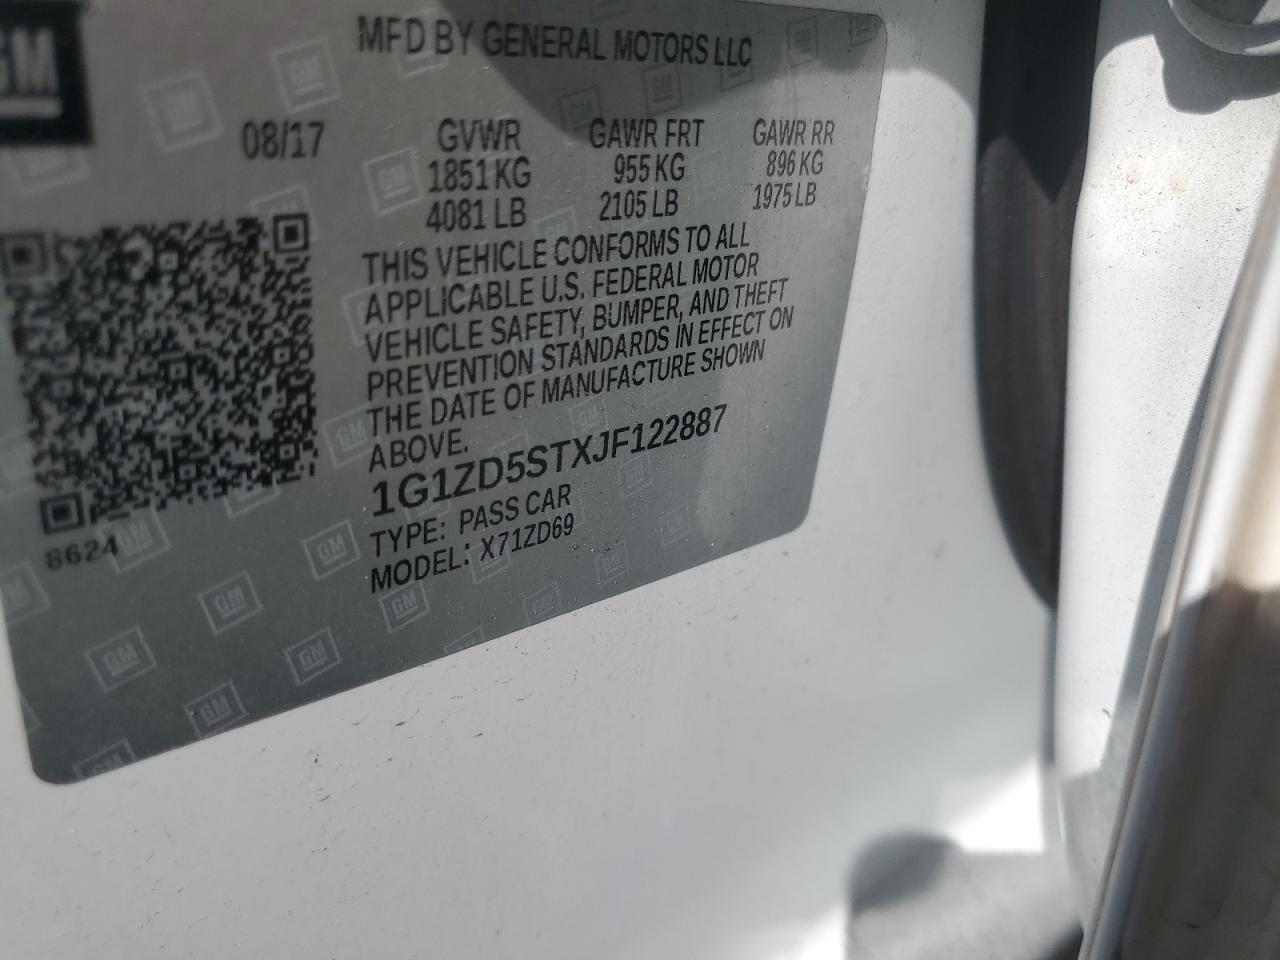 GM
MFD BY GENERAL MOTORS LLC
08/17 GVWR GAWR FRT GAWR RR
1851 KG 955 KG 896 KG
4081 LB 2105 LB 1975 LB
THIS VEHICLE CONFORMS TO ALL
APPLICABLE U.S. FEDERAL MOTOR
VEHICLE SAFETY, BUMPER, AND THEFT
PREVENTION STANDARDS IN EFFECT ON
THE DATE OF MANUFACTURE SHOWN
ABOVE.
1G1ZD5STXJF122887
TYPE: PASS CAR
MODEL: X71ZD69
8624